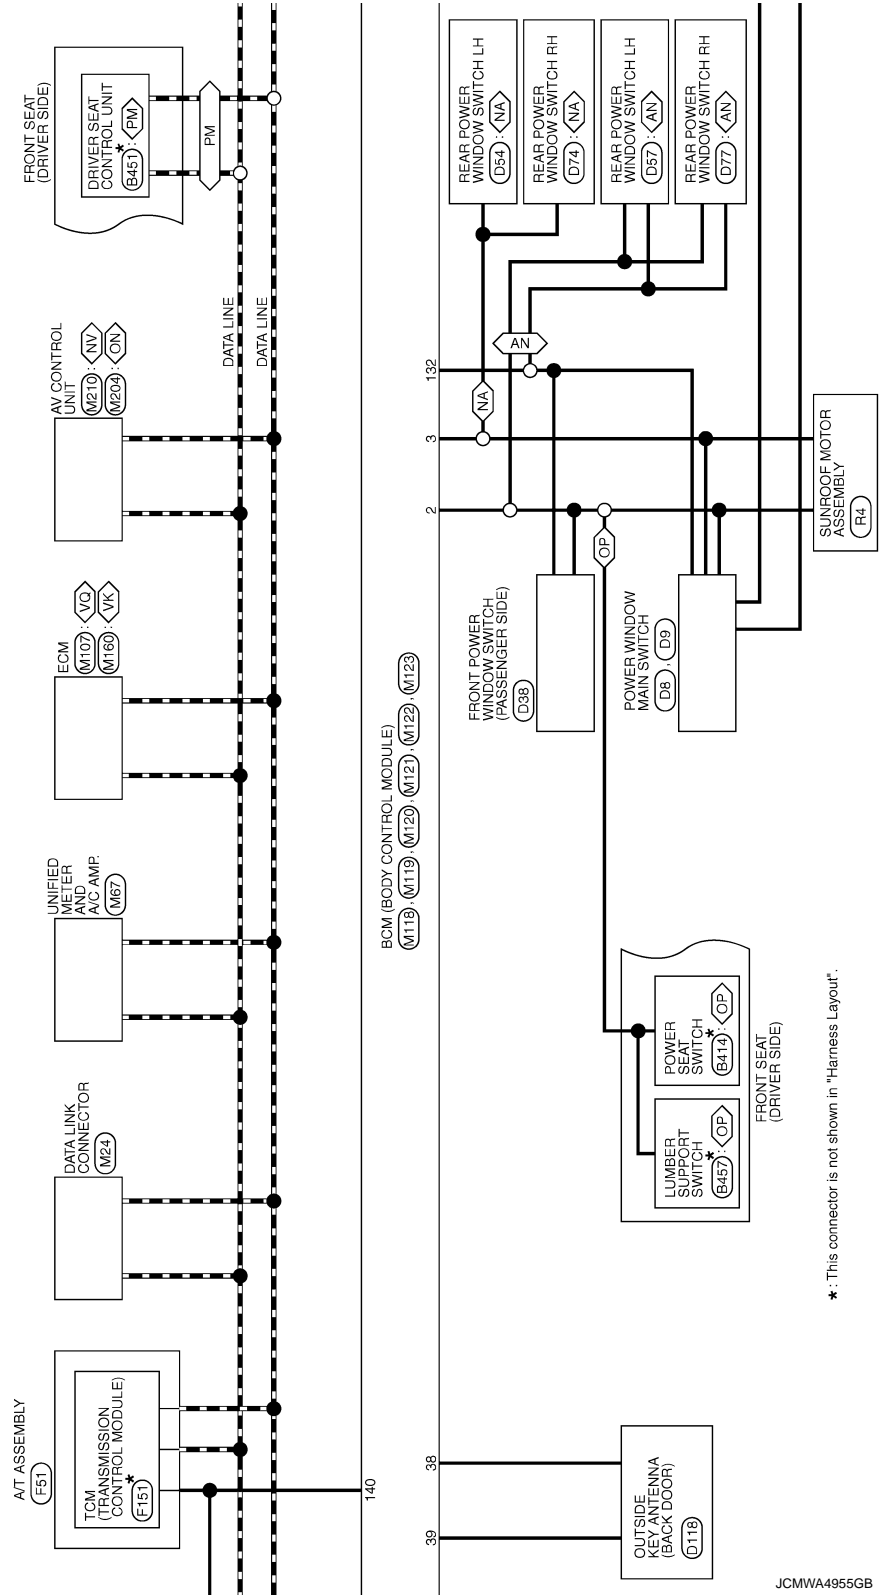 A/T ASSEMBLY
F51
TCM
(TRANSMISSION
CONTROL MODULE)
*
F151
DATA LINK
CONNECTOR
M24
UNIFIED
METER
AND
A/C AMP.
M67
ECM
M107 : VQ
M160 : VK
AV CONTROL
UNIT
M210 : NV
M204 : ON
FRONT SEAT
(DRIVER SIDE)
DRIVER SEAT
CONTROL UNIT
*
B451 : PM
PM
DATA LINE
DATA LINE
140
BCM (BODY CONTROL MODULE)
M118 , M119 , M120 , M121 , M122 , M123
39
38
2
3
132
OUTSIDE
KEY ANTENNA
(BACK DOOR)
D118
LUMBER
SUPPORT
SWITCH
*
B457 : OP
POWER
SEAT
SWITCH
*
B414 : OP
FRONT SEAT
(DRIVER SIDE)
FRONT POWER
WINDOW SWITCH
(PASSENGER SIDE)
D38
POWER WINDOW
MAIN SWITCH
D8 , D9
OP
NA
AN
SUNROOF MOTOR
ASSEMBLY
R4
REAR POWER
WINDOW SWITCH LH
D54 : NA
REAR POWER
WINDOW SWITCH RH
D74 : NA
REAR POWER
WINDOW SWITCH LH
D57 : AN
REAR POWER
WINDOW SWITCH RH
D77 : AN
* : This connector is not shown in "Harness Layout".
JCMWA4955GB